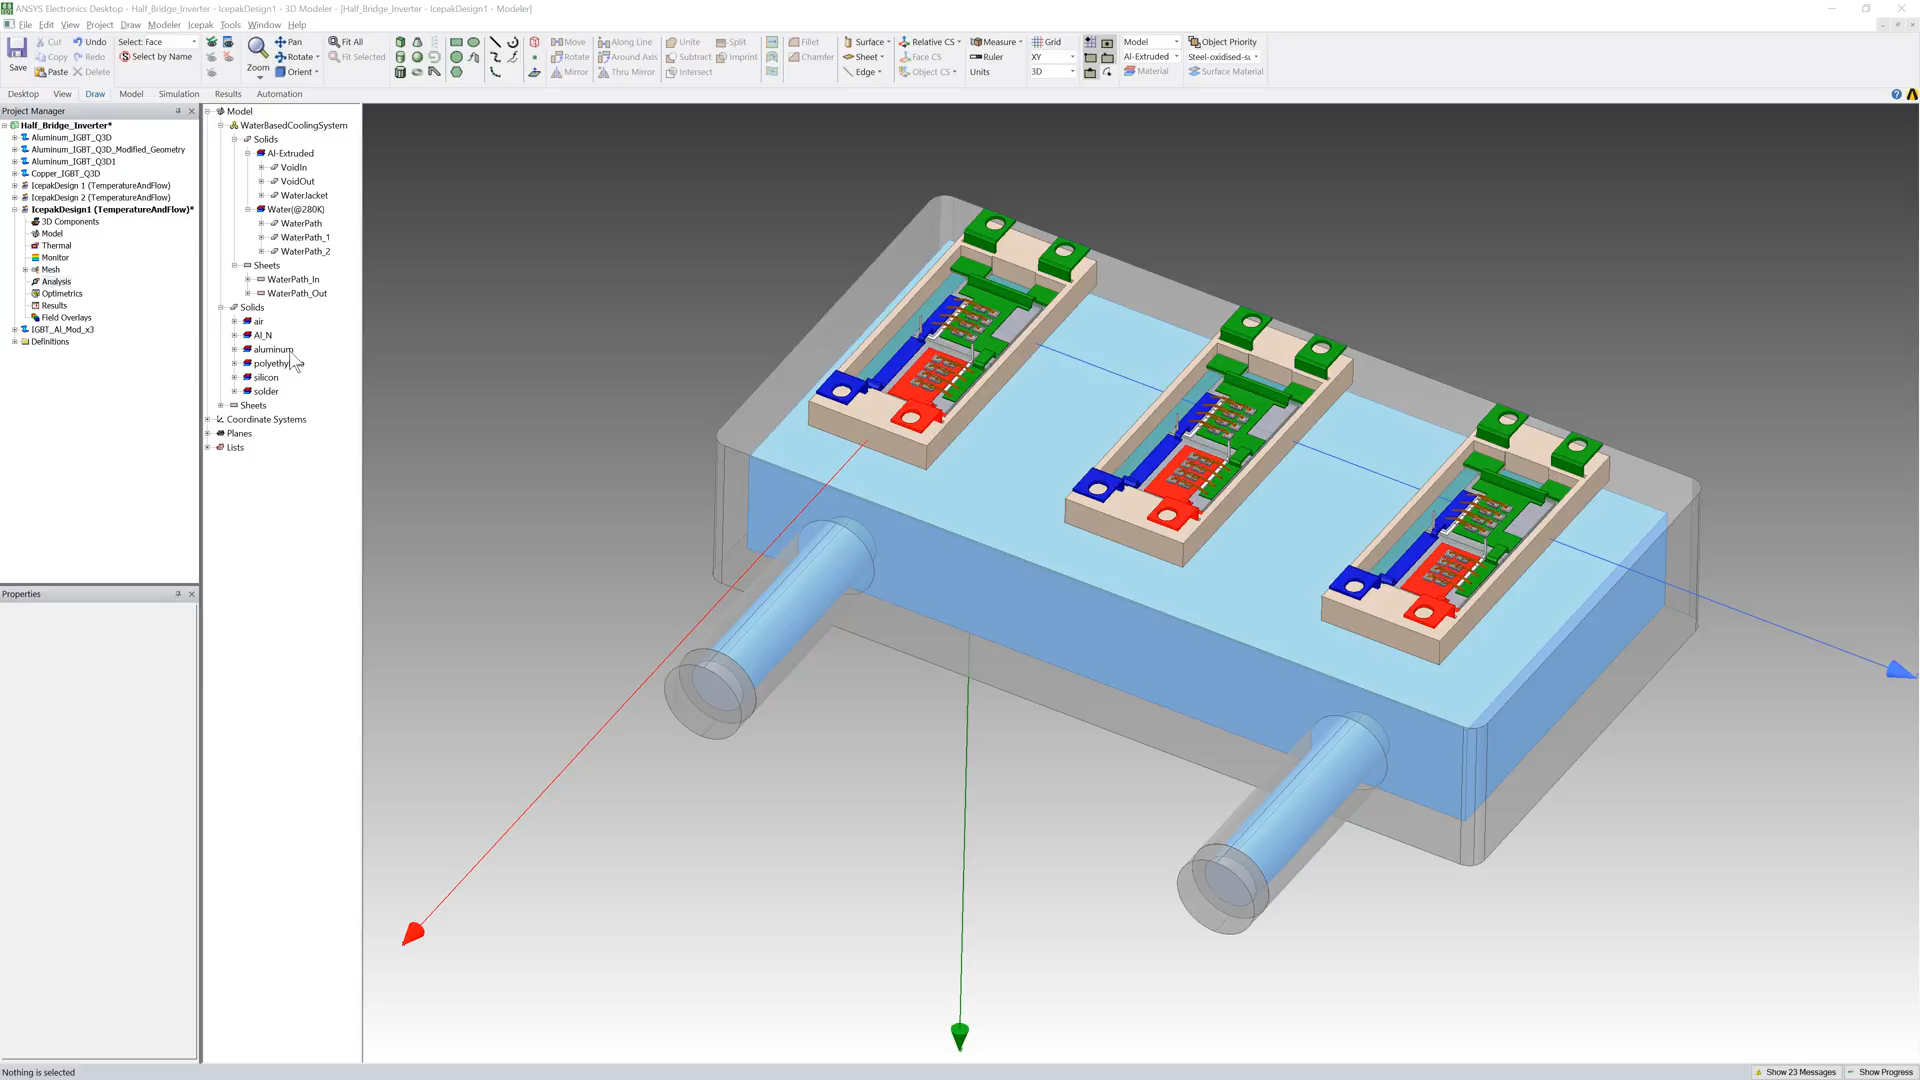 ANSYS Electronics Desktop - Half_Bridge_Inverter - IcepakDesign1 - 3D Modeler - [Half_Bridge_Inverter - IcepakDesign1 - Modeler]
File Edit View Project Draw Modeler Icepak Tools Window Help
Save
Cut
Copy
Paste
Undo
Redo
Delete
Select: Face
Select by Name
Zoom
Pan
Rotate
Orient
Fit All
Fit Selected
Move
Rotate
Mirror
Along Line
Around Axis
Thru Mirror
Unite
Subtract
Intersect
Split
Imprint
Fillet
Chamfer
Surface
Sheet
Edge
Relative CS
Face CS
Object CS
Measure
Ruler
Units
Grid
XY
3D
Model
Al-Extruded
Material
Object Priority
Steel-oxidised-su
Surface Material
Desktop View Draw Model Simulation Results Automation
Project Manager
Half_Bridge_Inverter*
Aluminum_IGBT_Q3D
Aluminum_IGBT_Q3D_Modified_Geometry
Aluminum_IGBT_Q3D1
Copper_IGBT_Q3D
IcepakDesign 1 (TemperatureAndFlow)
IcepakDesign 2 (TemperatureAndFlow)
IcepakDesign1 (TemperatureAndFlow)*
3D Components
Model
Thermal
Monitor
Mesh
Analysis
Optimetrics
Results
Field Overlays
IGBT_Al_Mod_x3
Definitions
Properties
Model
WaterBasedCoolingSystem
Solids
Al-Extruded
VoidIn
VoidOut
WaterJacket
Water(@280K)
WaterPath
WaterPath_1
WaterPath_2
Sheets
WaterPath_In
WaterPath_Out
Solids
air
Al_N
aluminum
polyethyl
silicon
solder
Sheets
Coordinate Systems
Planes
Lists
Nothing is selected
Show 23 Messages
Show Progress